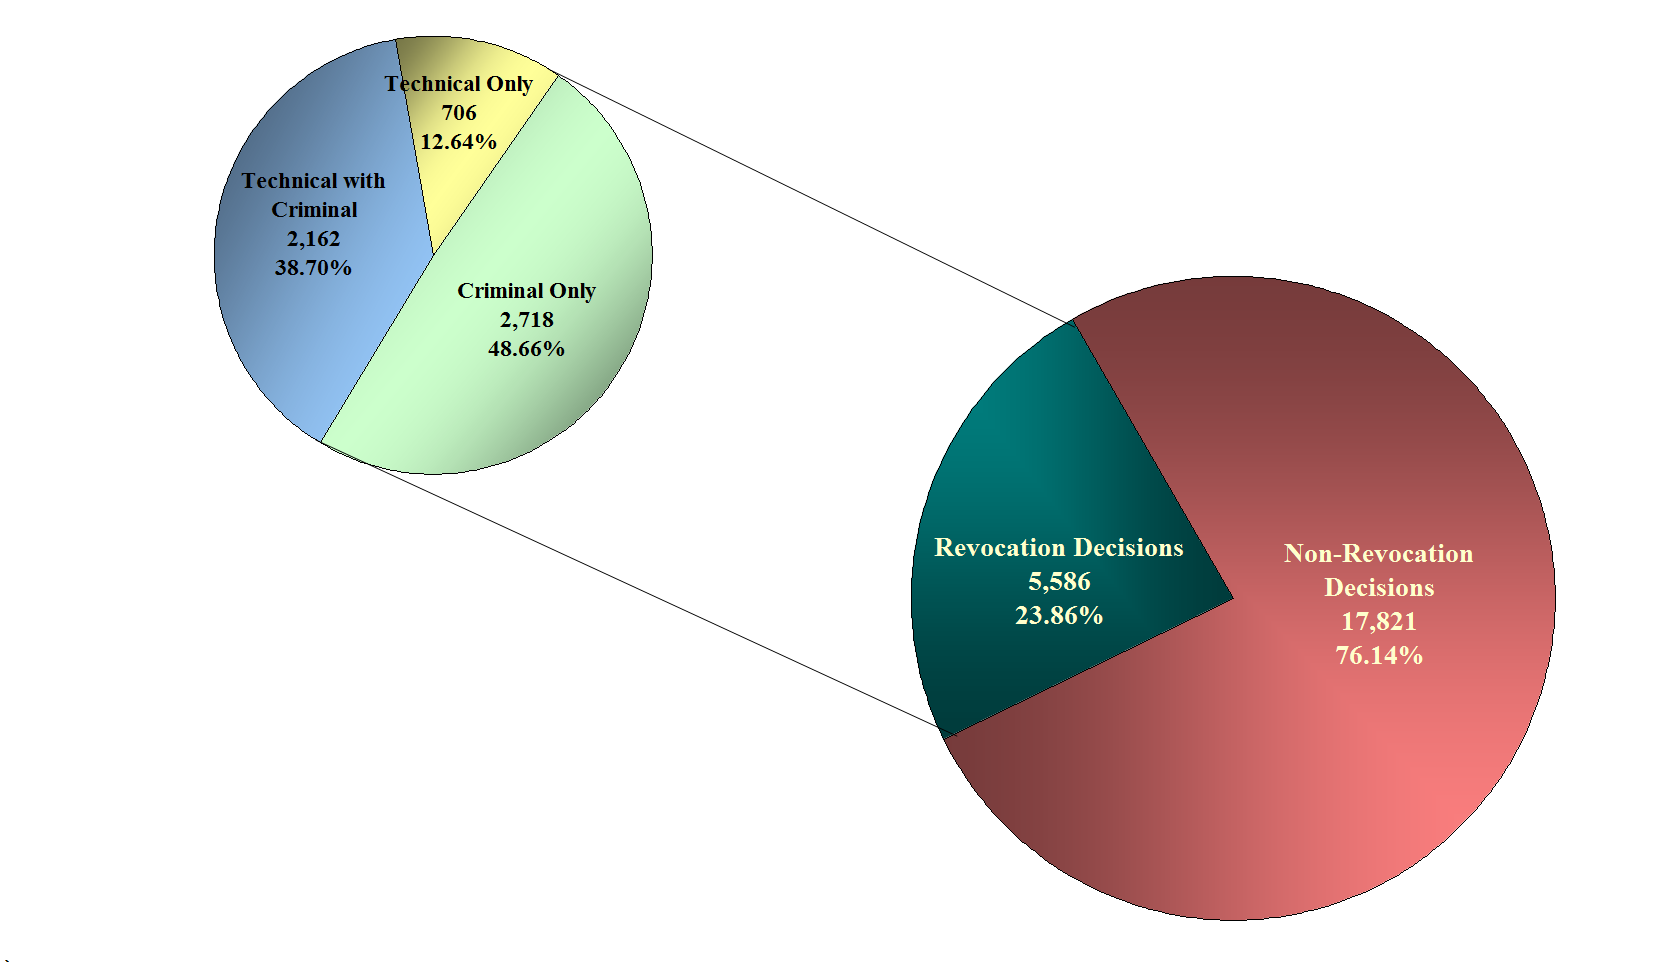 Technical Only
706
12.64%
Technical with
Criminal
2,162
38.70%
Criminal Only
2,718
48.66%
Revocation Decisions
5,586
23.86%
Non-Revocation
Decisions
17,821
76.14%
`